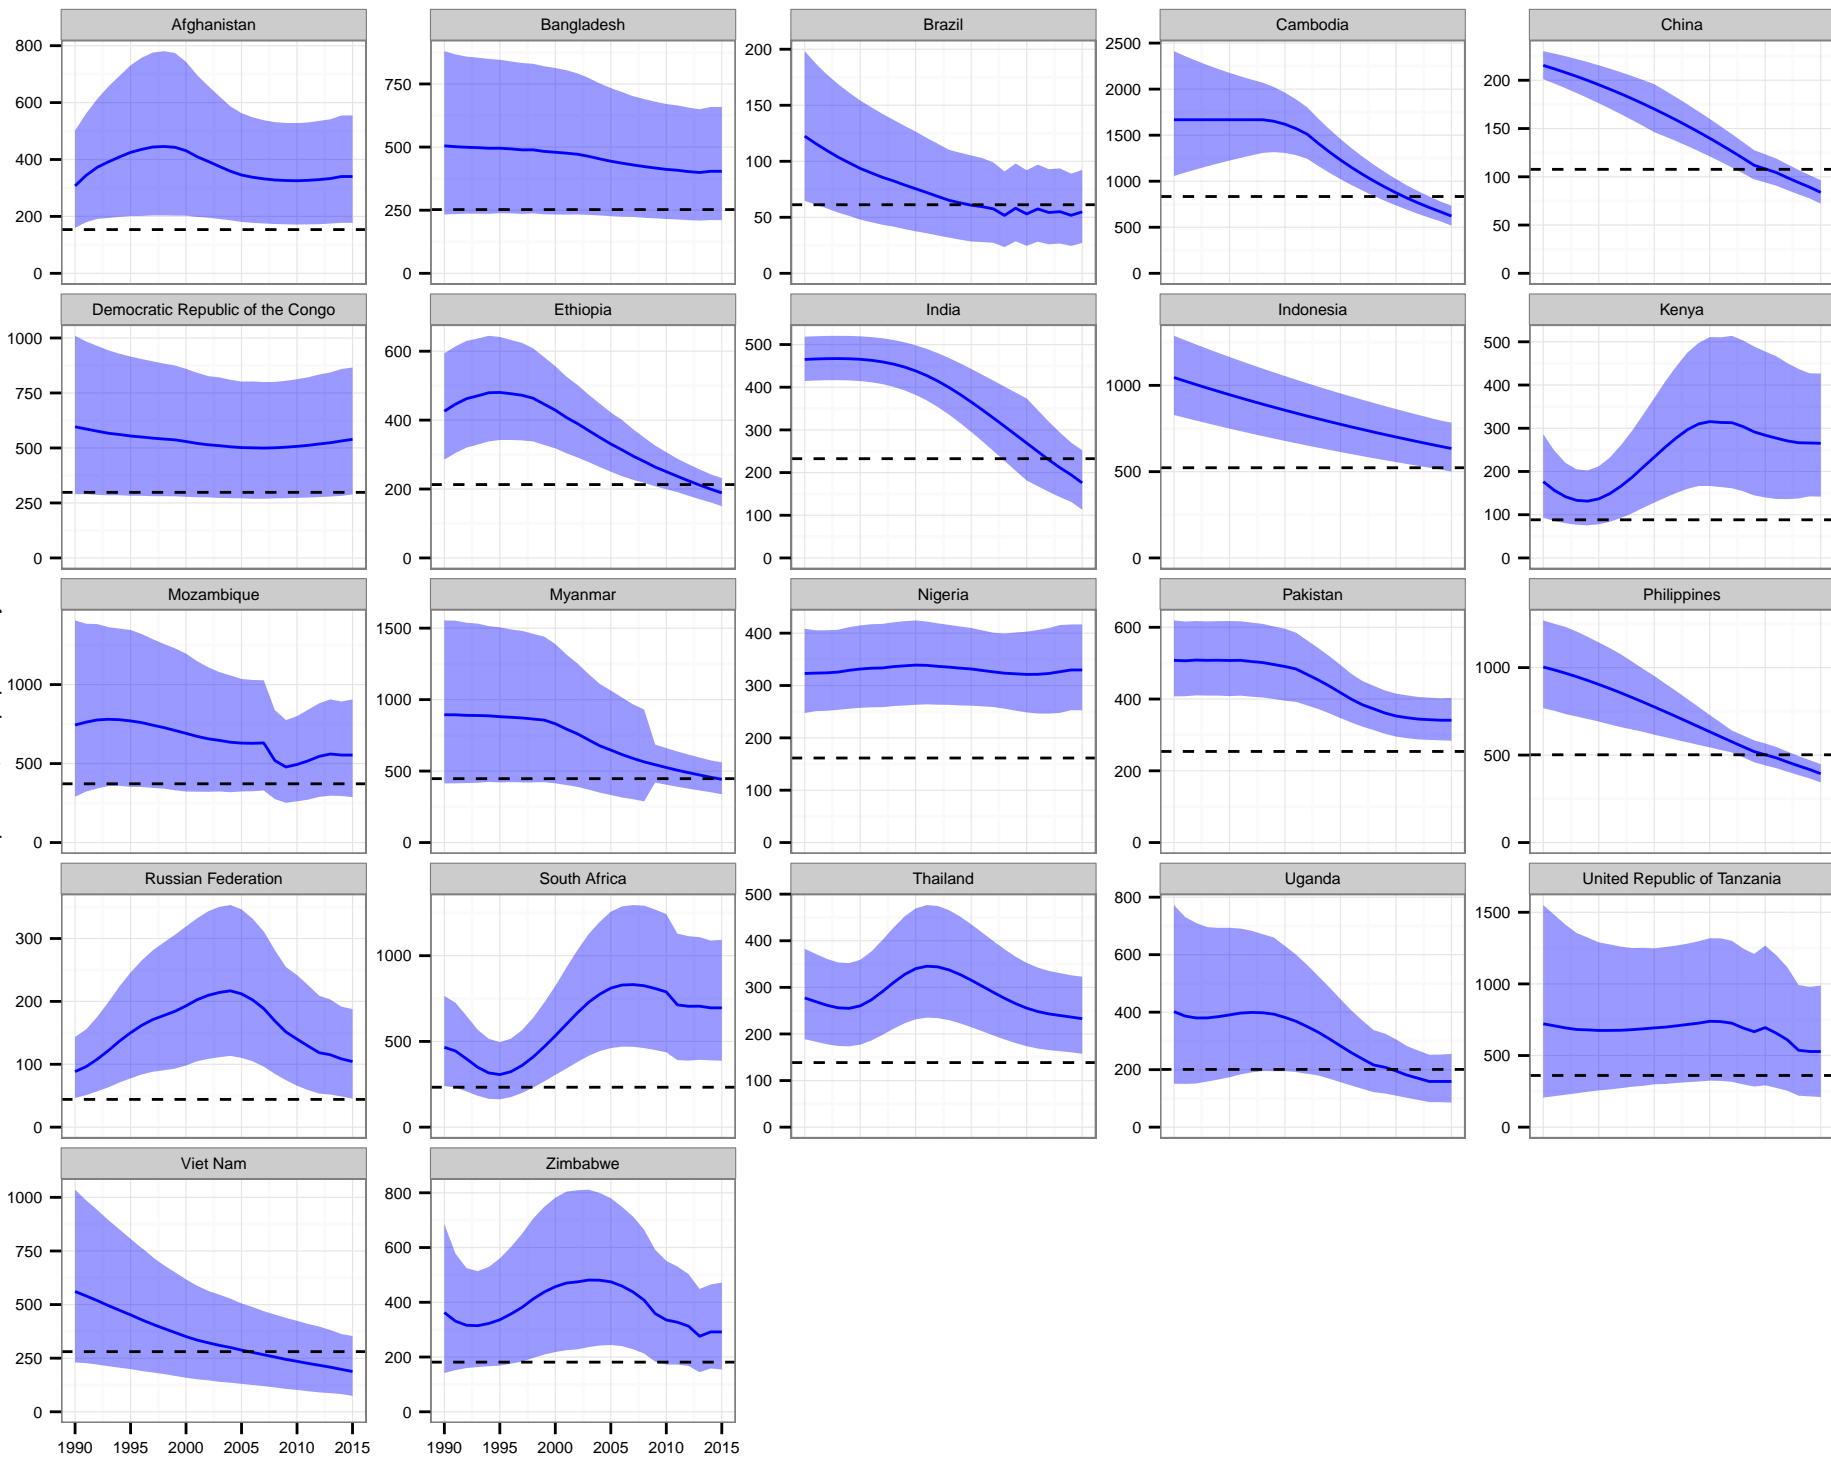 Afghanistan Bangladesh Brazil Cambodia China
800 600 400 200 0
750 500 250 0
200 150 100 50 0
2500 2000 1500 1000 500 0
200 150 100 50 0
Democratic Republic of the Congo Ethiopia India Indonesia Kenya
1000 750 500 250 0
600 400 200 0
500 400 300 200 100 0
1000 500 0
500 400 300 200 100 0
Mozambique Myanmar Nigeria Pakistan Philippines
1000 500 0
1500 1000 500 0
400 300 200 100 0
600 400 200 0
1000 500 0
Russian Federation South Africa Thailand Uganda United Republic of Tanzania
300 200 100 0
1000 500 0
500 400 300 200 100 0
800 600 400 200 0
1500 1000 500 0
Viet Nam Zimbabwe
1000 750 500 250 0
800 600 400 200 0
1990 1995 2000 2005 2010 2015 1990 1995 2000 2005 2010 2015